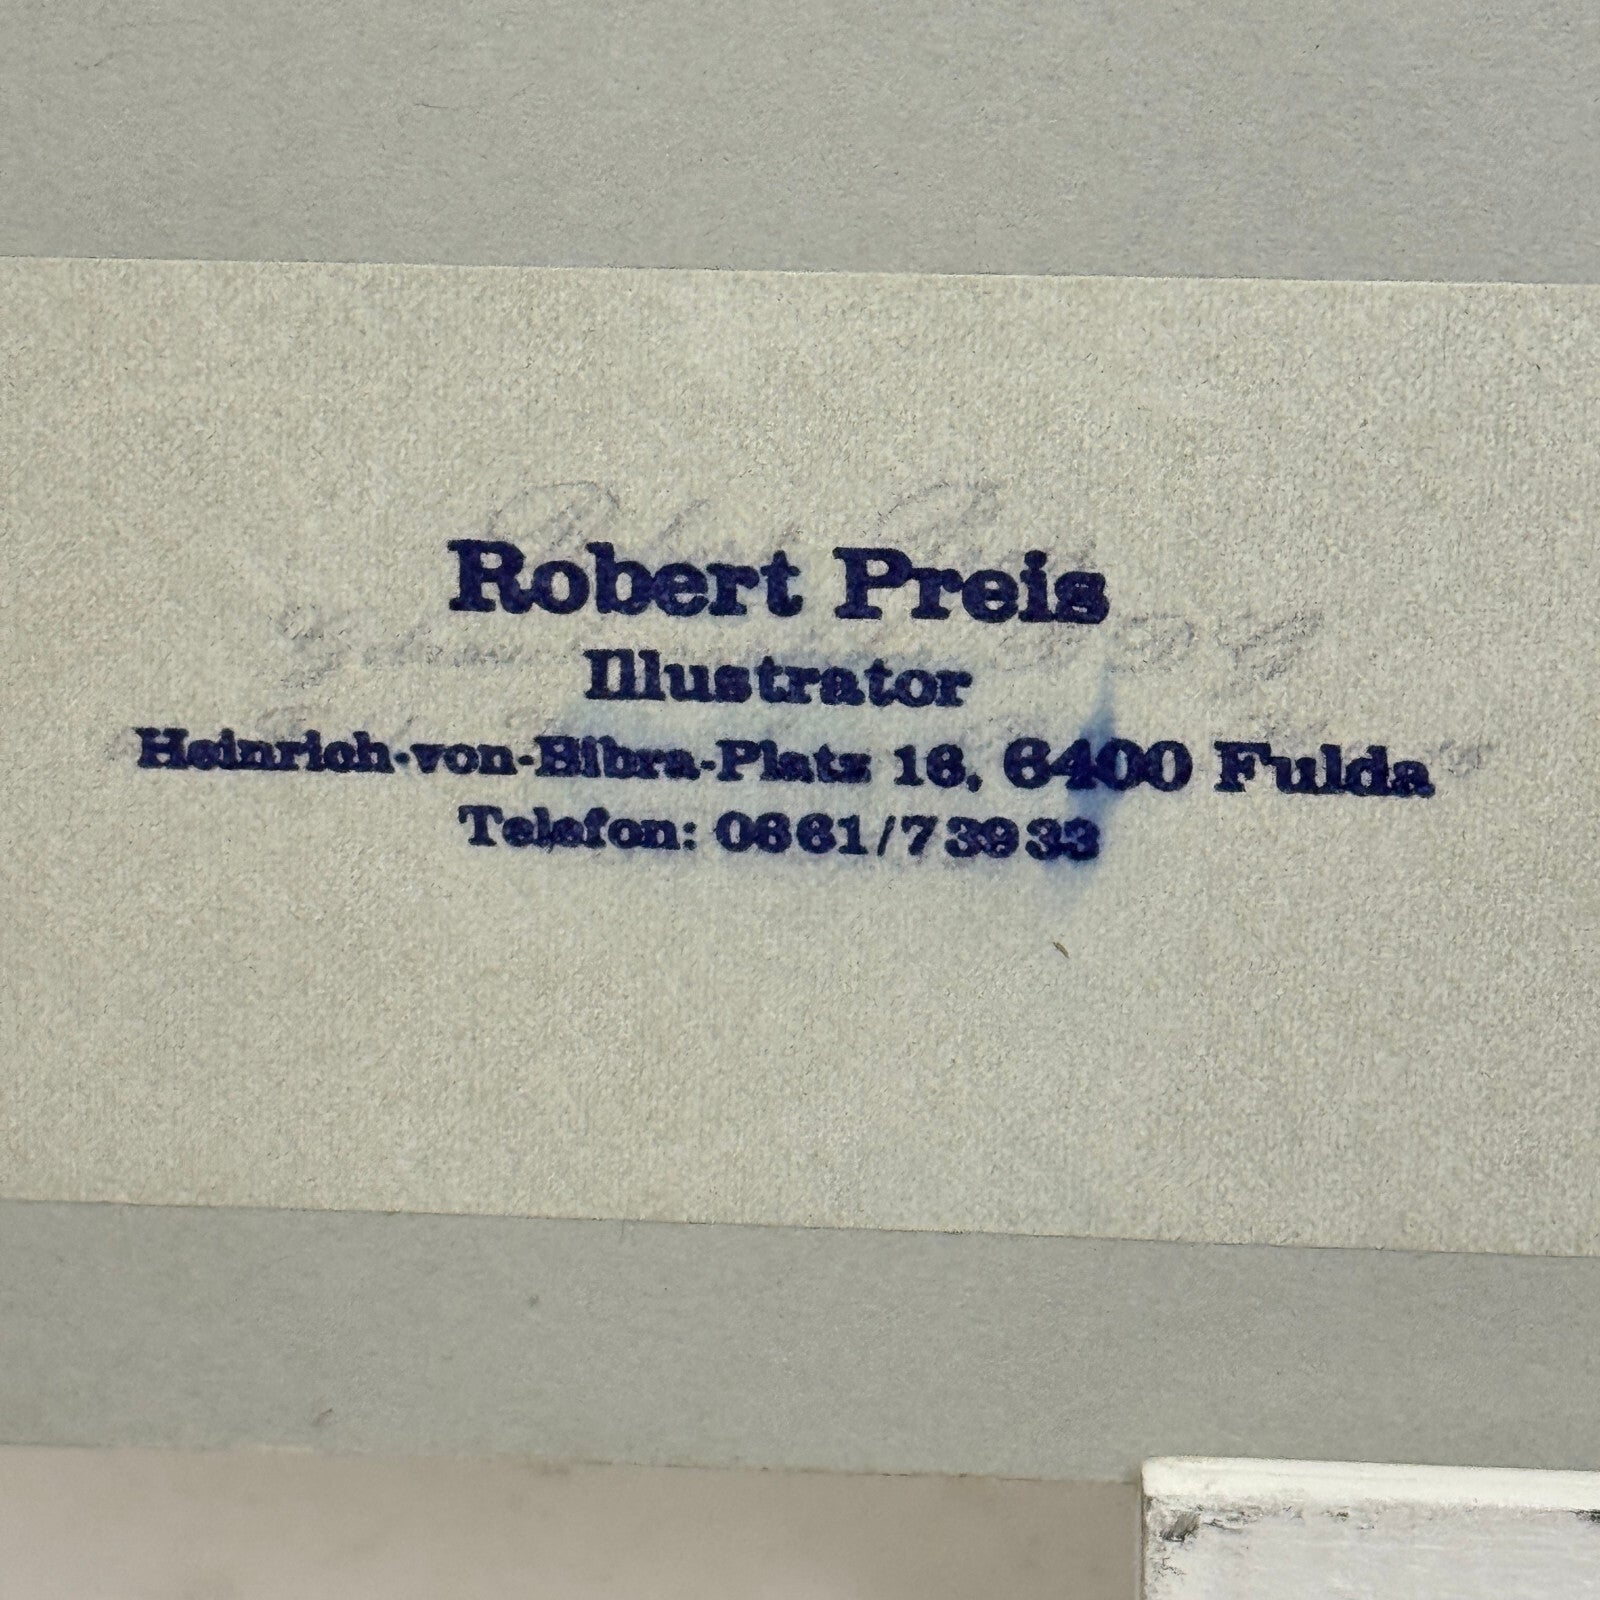 Robert Preis
Illustrator
Heinrich-von-Bibra-Platz 16, 6400 Fulda
Telefon: 0661/73933